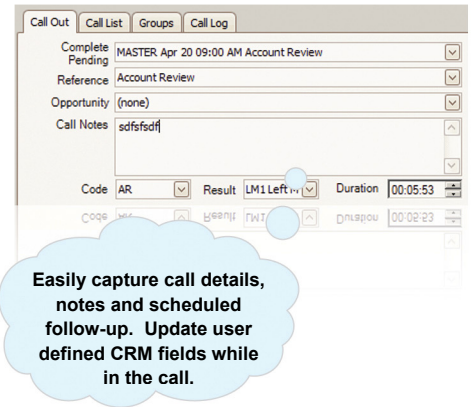 Call Out Call List Groups Call Log
Complete Pending MASTER Apr 20 09:00 AM Account Review
Reference Account Review
Opportunity (none)
Call Notes sdfsfsdf
Code AR Result LM1 Left Duration 00:05:53
Easily capture call details,
notes and scheduled
follow-up. Update user
defined CRM fields while
in the call.